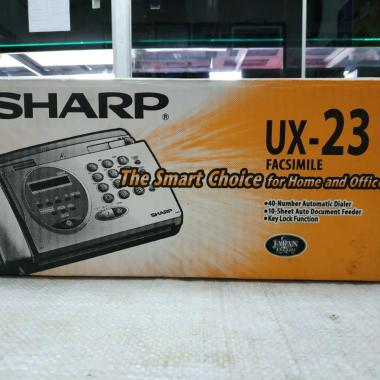 SHARP®
UX-23
FACSIMILE
The Smart Choice for Home and Office
•40-Number Automatic Dialer
•10-Sheet Auto Document Feeder
•Key Lock Function
SHARP
JAPAN